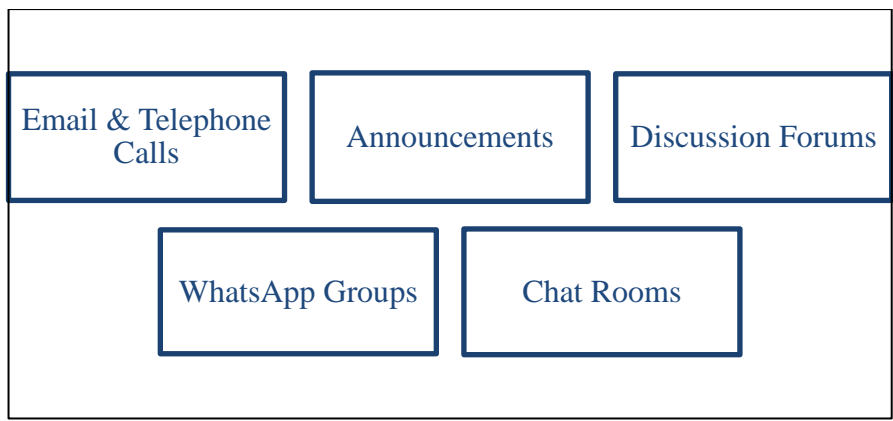 Email & Telephone
Calls
Announcements
Discussion Forums
WhatsApp Groups
Chat Rooms